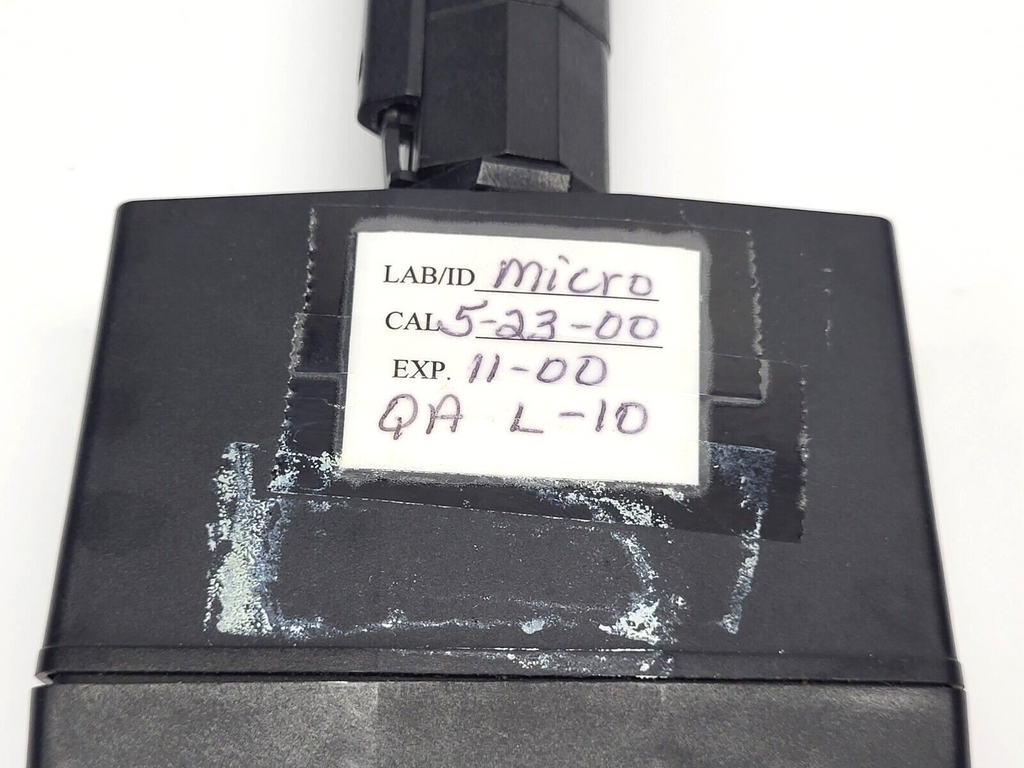 LAB/ID micro
CAL 5-23-00
EXP. 11-00
QA L-10